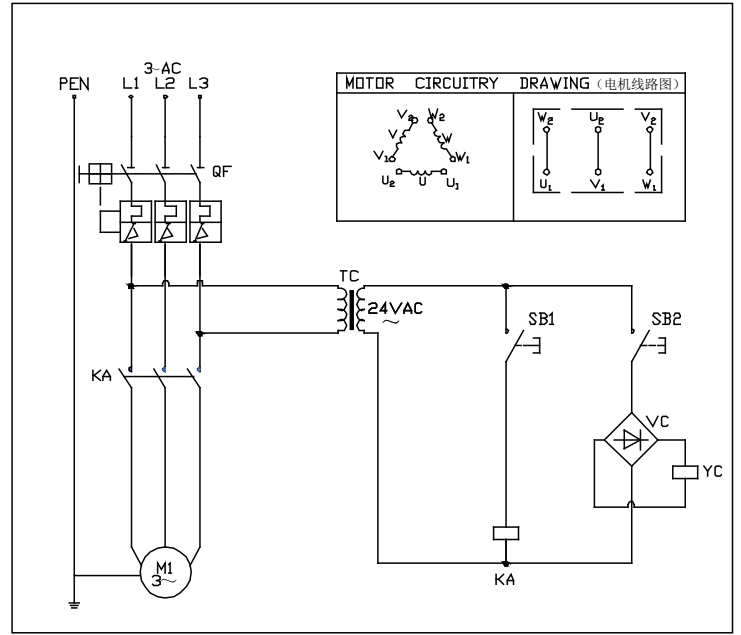 3~AC
PEN L1 L2 L3
MOTOR CIRCUITRY DRAWING（电机线路图）
V2 W2
V W
V1 W1
U2 U U1
W2 U2 V2
U1 V1 W1
QF
TC
24VAC
~
SB1
SB2
KA
VC
YC
M1
3~
KA